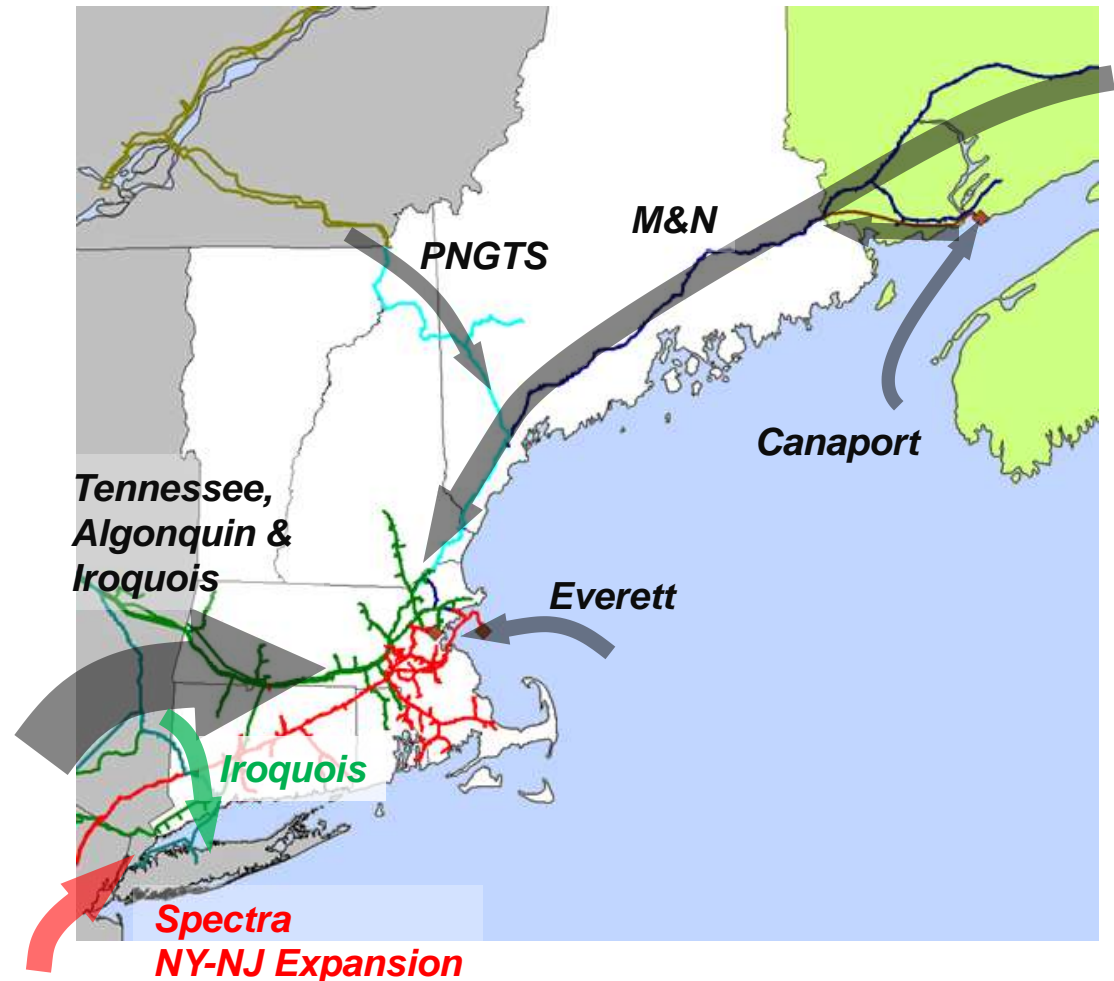 M&N
PNGTS
Canaport
Tennessee,
Algonquin &
Iroquois
Everett
Iroquois
Spectra
NY-NJ Expansion